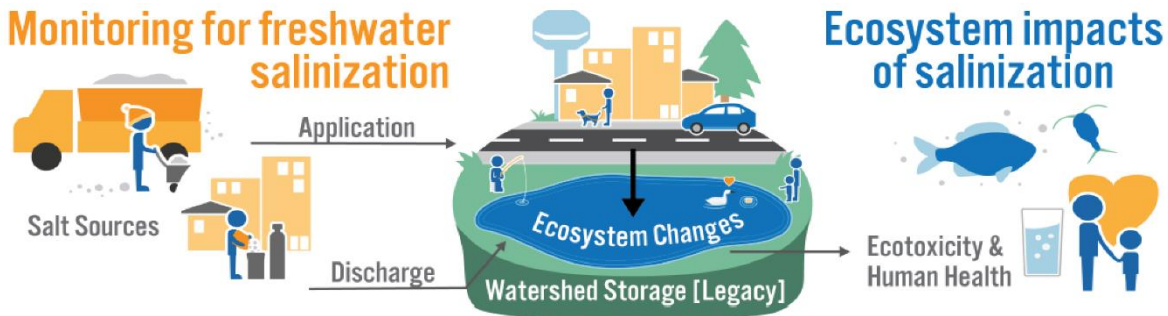 Monitoring for freshwater
salinization
Application
Salt Sources
Discharge
Ecosystem Changes
Watershed Storage [Legacy]
Ecosystem impacts
of salinization
Ecotoxicity &
Human Health